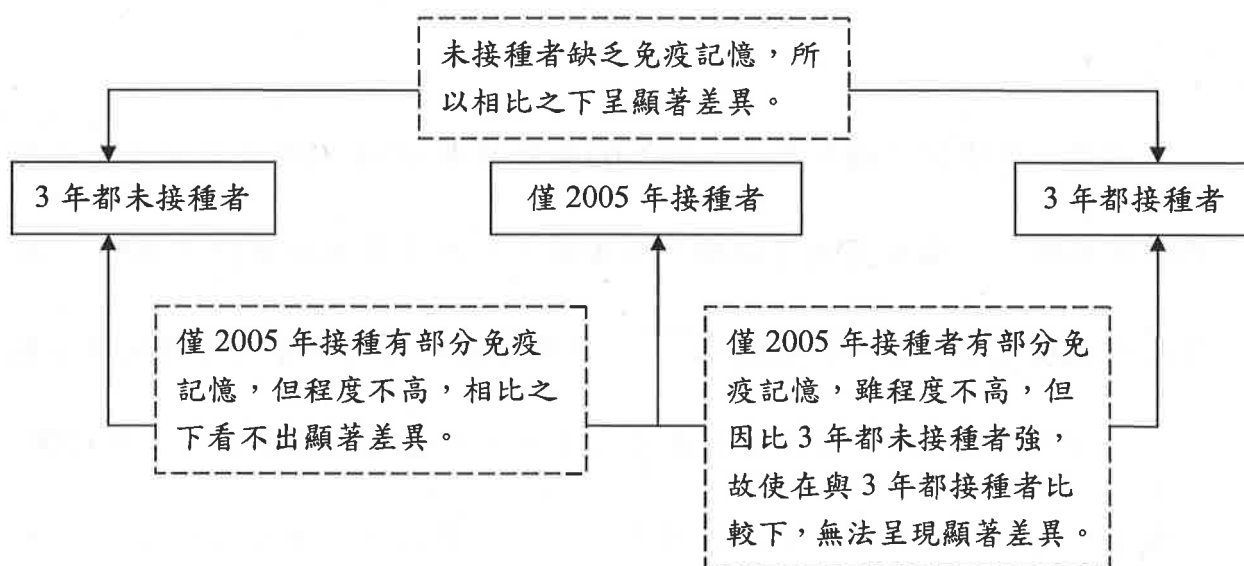 未接種者缺乏免疫記憶，所
以相比之下呈顯著差異。
3 年都未接種者
僅 2005 年接種者
3 年都接種者
僅 2005 年接種有部分免疫
記憶，但程度不高，相比之
下看不出顯著差異。
僅 2005 年接種者有部分免
疫記憶，雖程度不高，但
因比 3 年都未接種者強，
故使在與 3 年都接種者比
較下，無法呈現顯著差異。